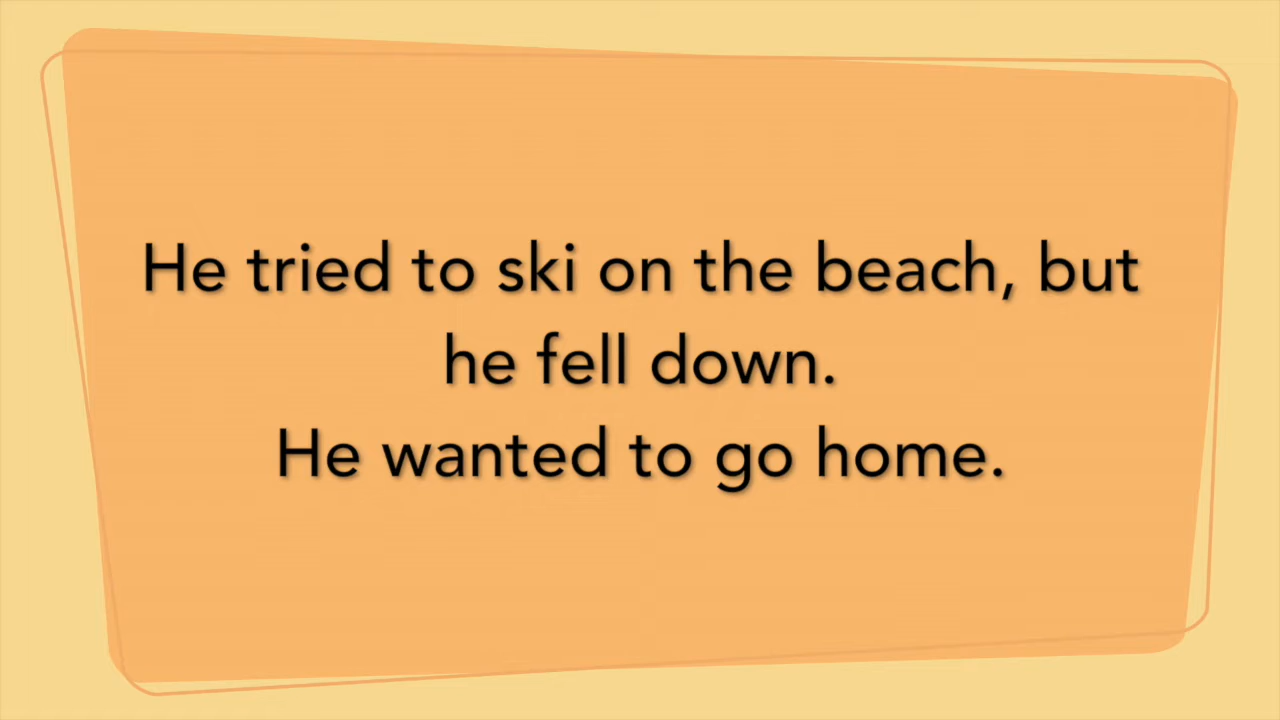 He tried to ski on the beach, but
he fell down.
He wanted to go home.